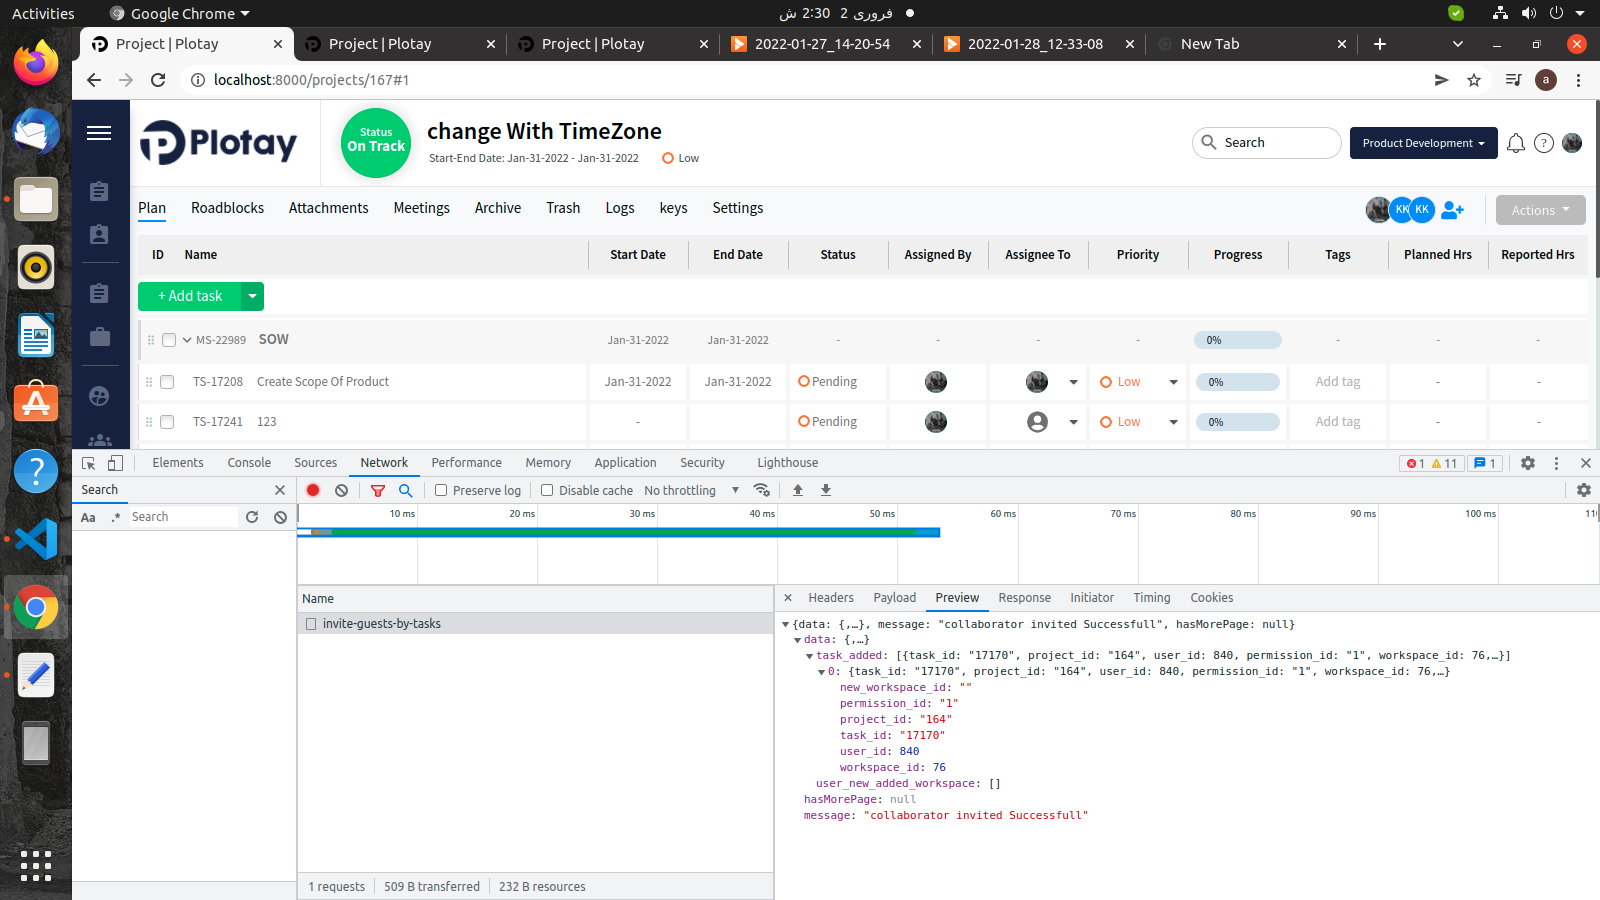 Activities Google Chrome فروری 2 2:30 ش
Project | Plotay Project | Plotay Project | Plotay 2022-01-27_14-20-54 2022-01-28_12-33-08 New Tab
localhost:8000/projects/167#1 a
Plotay Status On Track change With TimeZone
Start-End Date: Jan-31-2022 - Jan-31-2022 Low
Search Product Development ?
Plan Roadblocks Attachments Meetings Archive Trash Logs keys Settings KK KK Actions
ID Name Start Date End Date Status Assigned By Assignee To Priority Progress Tags Planned Hrs Reported Hrs
+ Add task
MS-22989 SOW Jan-31-2022 Jan-31-2022 - - - - 0% - - -
TS-17208 Create Scope Of Product Jan-31-2022 Jan-31-2022 Pending Low 0% Add tag - -
TS-17241 123 - Pending Low 0% Add tag - -
Elements Console Sources Network Performance Memory Application Security Lighthouse 1 11 1
Search Preserve log Disable cache No throttling
Aa .* Search
10 ms 20 ms 30 ms 40 ms 50 ms 60 ms 70 ms 80 ms 90 ms 100 ms
Name Headers Payload Preview Response Initiator Timing Cookies
invite-guests-by-tasks
{data: {,…}, message: "collaborator invited Successfull", hasMorePage: null}
data: {,…}
task_added: [{task_id: "17170", project_id: "164", user_id: 840, permission_id: "1", workspace_id: 76,…}]
0: {task_id: "17170", project_id: "164", user_id: 840, permission_id: "1", workspace_id: 76,…}
new_workspace_id: ""
permission_id: "1"
project_id: "164"
task_id: "17170"
user_id: 840
workspace_id: 76
user_new_added_workspace: []
hasMorePage: null
message: "collaborator invited Successfull"
1 requests 509 B transferred 232 B resources